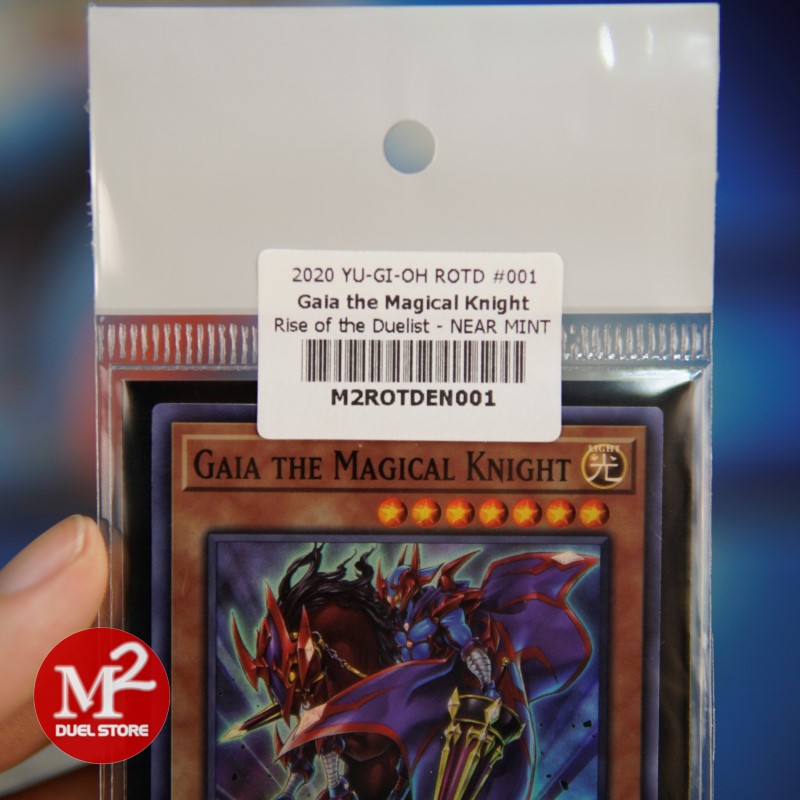 2020 YU-GI-OH ROTD #001
Gaia the Magical Knight
Rise of the Duelist - NEAR MINT
M2ROTDEN001
GAIA THE MAGICAL KNIGHT
LIGHT
光
M2
DUEL STORE